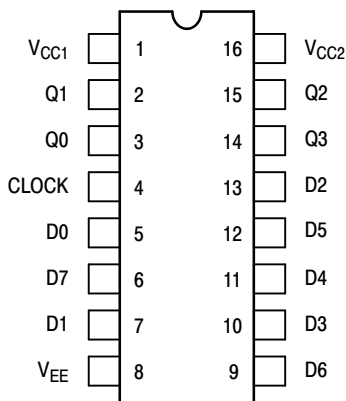 VCC1 1 16 VCC2
Q1 2 15 Q2
Q0 3 14 Q3
CLOCK 4 13 D2
D0 5 12 D5
D7 6 11 D4
D1 7 10 D3
VEE 8 9 D6